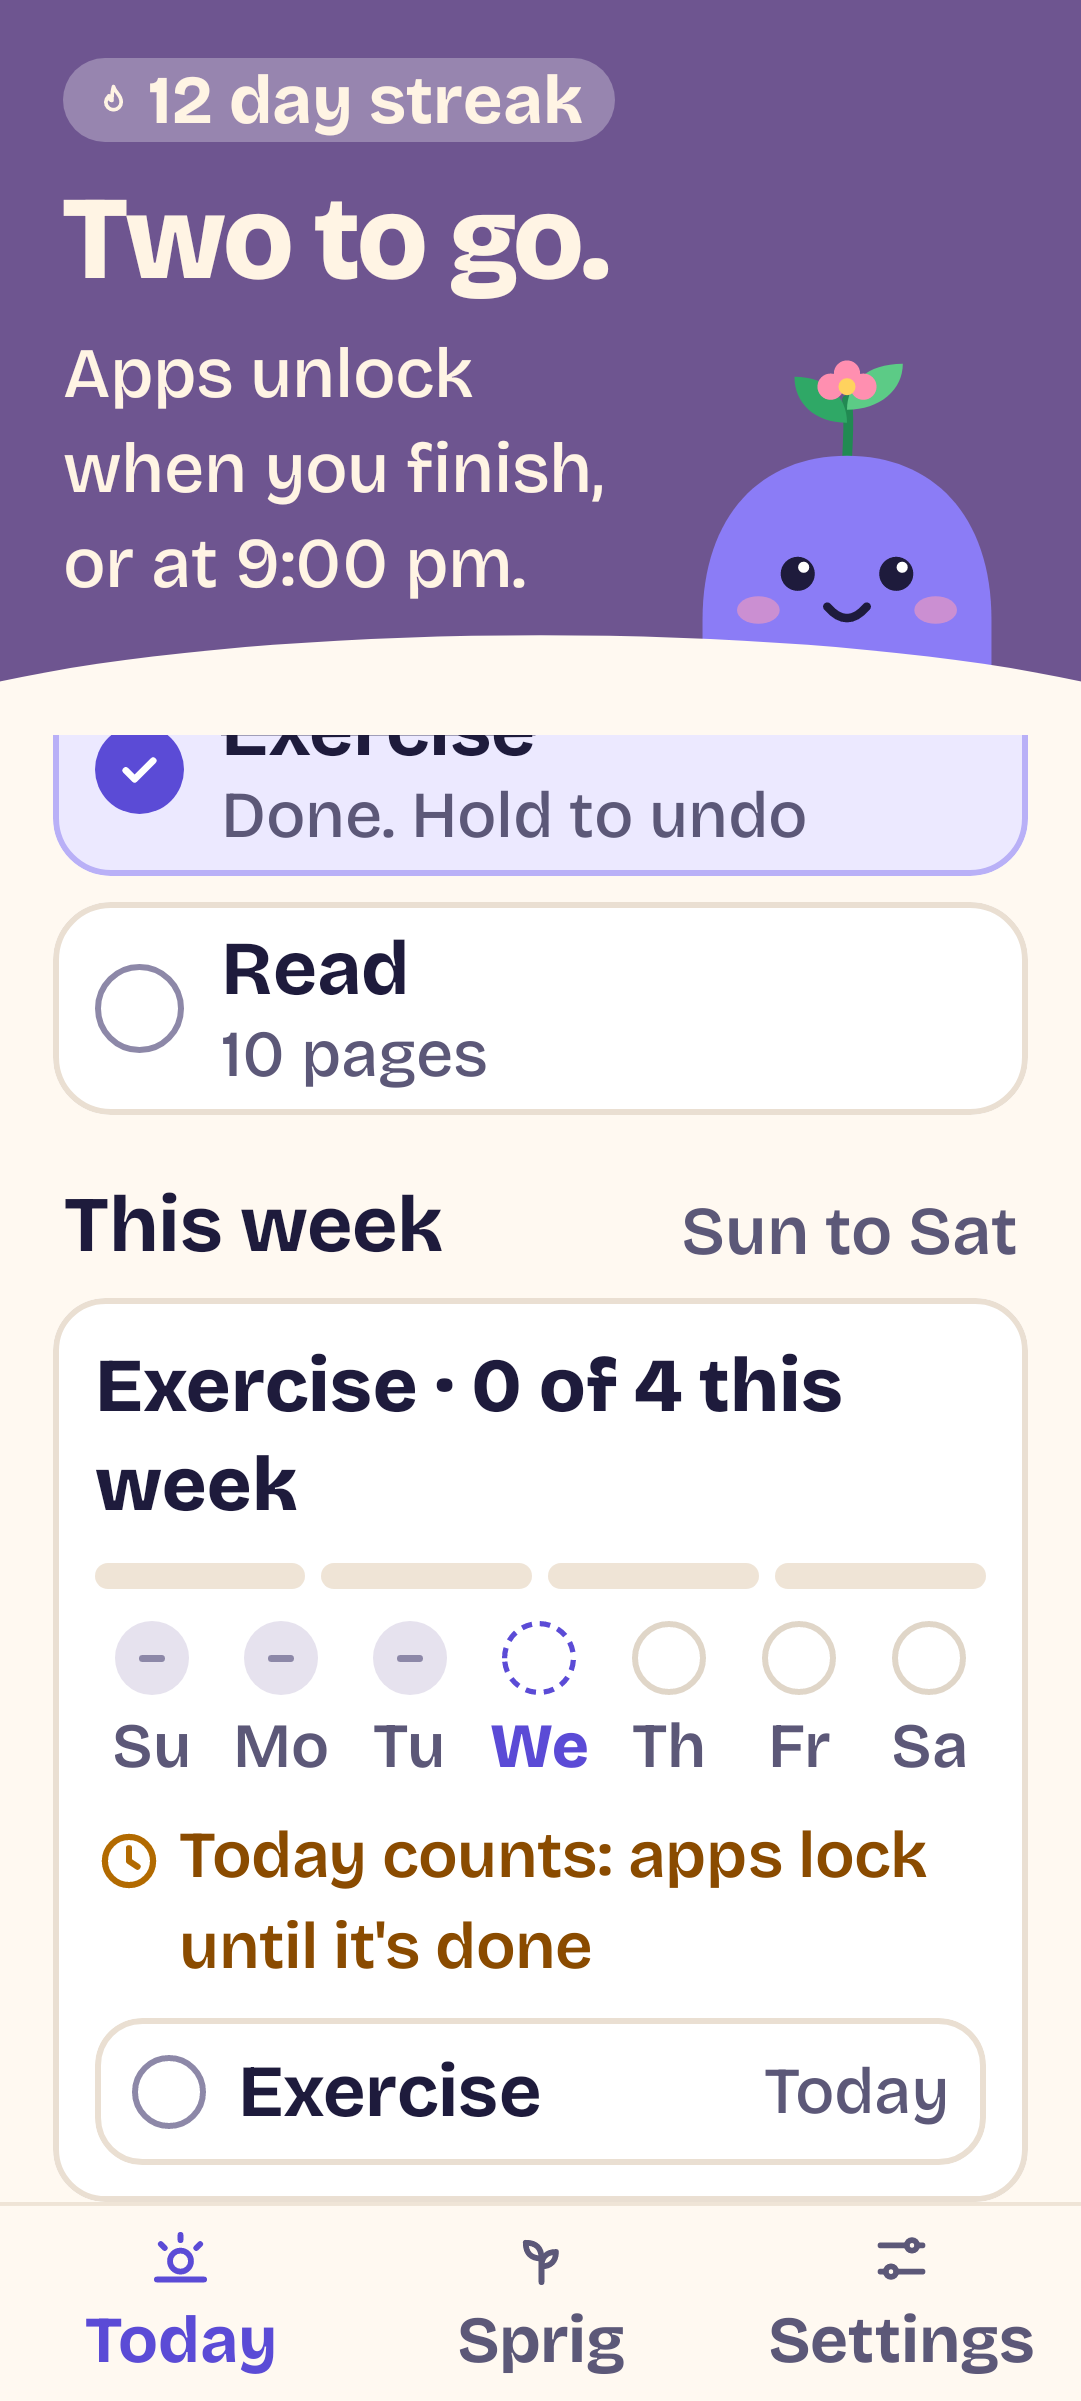 12 day streak
Two to go.
Apps unlock
when you finish,
or at 9:00 pm.
Exercise
Done. Hold to undo
Read
10 pages
This week
Sun to Sat
Exercise · 0 of 4 this
week
Su Mo Tu We Th Fr Sa
Today counts: apps lock
until it's done
Exercise
Today
Today
Sprig
Settings